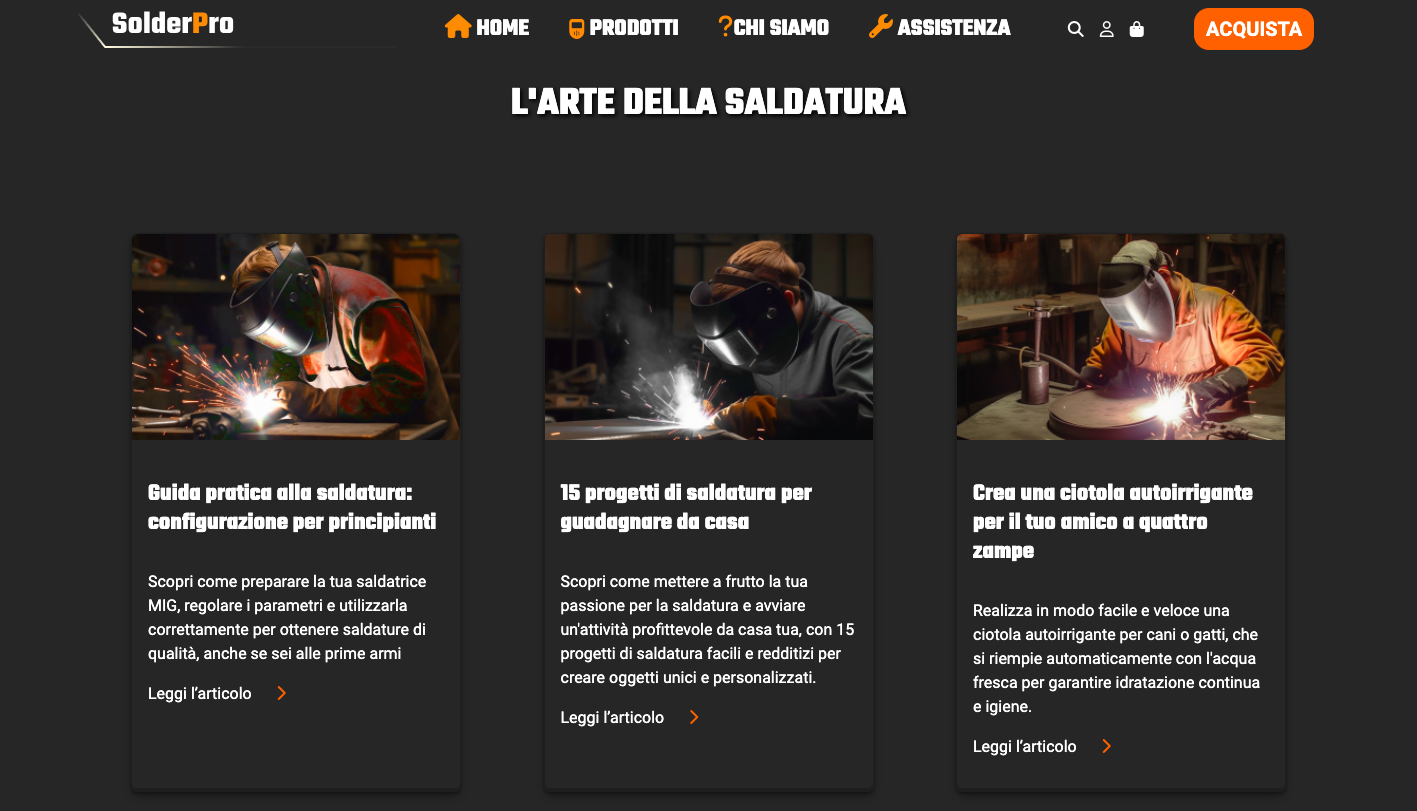 SolderPro
HOME
PRODOTTI
CHI SIAMO
ASSISTENZA
ACQUISTA
L'ARTE DELLA SALDATURA
Guida pratica alla saldatura:
configurazione per principianti
Scopri come preparare la tua saldatrice
MIG, regolare i parametri e utilizzarla
correttamente per ottenere saldature di
qualità, anche se sei alle prime armi
Leggi l’articolo
15 progetti di saldatura per
guadagnare da casa
Scopri come mettere a frutto la tua
passione per la saldatura e avviare
un'attività profittevole da casa tua, con 15
progetti di saldatura facili e redditizi per
creare oggetti unici e personalizzati.
Leggi l’articolo
Crea una ciotola autoirrigante
per il tuo amico a quattro
zampe
Realizza in modo facile e veloce una
ciotola autoirrigante per cani o gatti, che
si riempie automaticamente con l'acqua
fresca per garantire idratazione continua
e igiene.
Leggi l’articolo